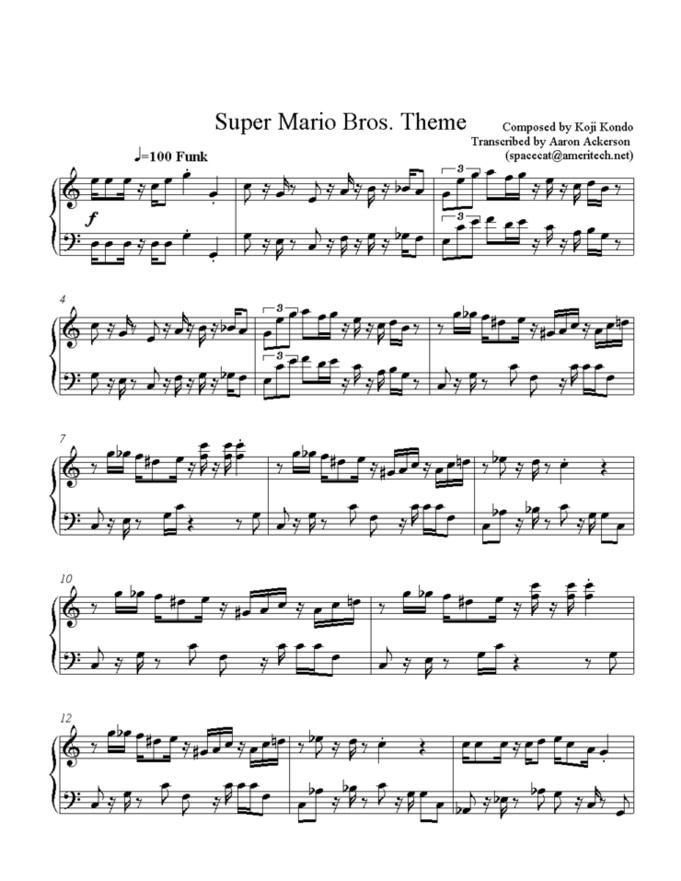 Super Mario Bros. Theme
Composed by Koji Kondo
Transcribed by Aaron Ackerson
(spacecat@ameritech.net)
♩=100 Funk
3
f
3
4
3
3
7
10
12